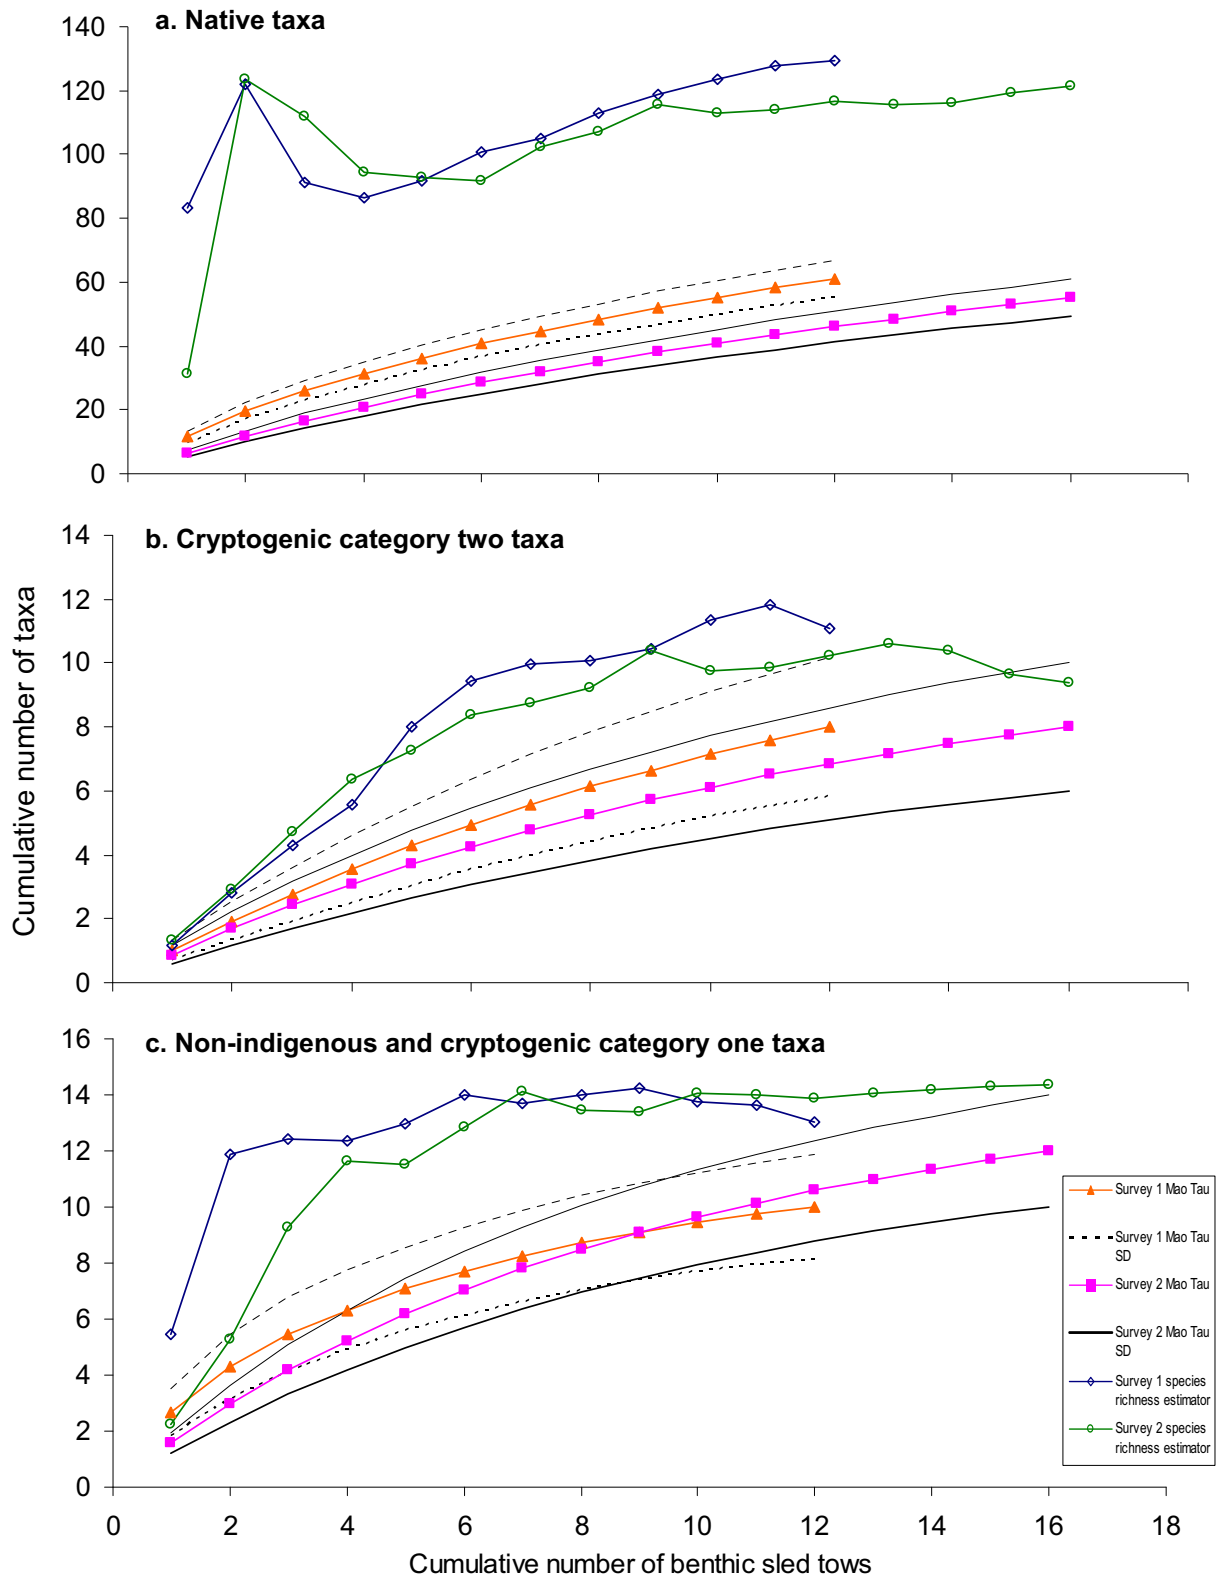 a. Native taxa
140
120
100
80
60
40
20
0
b. Cryptogenic category two taxa
14
12
10
8
6
4
2
0
Cumulative number of taxa
c. Non-indigenous and cryptogenic category one taxa
16
14
12
10
8
6
4
2
0
0 2 4 6 8 10 12 14 16 18
Cumulative number of benthic sled tows
Survey 1 Mao Tau
Survey 1 Mao Tau
SD
Survey 2 Mao Tau
Survey 2 Mao Tau
SD
Survey 1 species
richness estimator
Survey 2 species
richness estimator